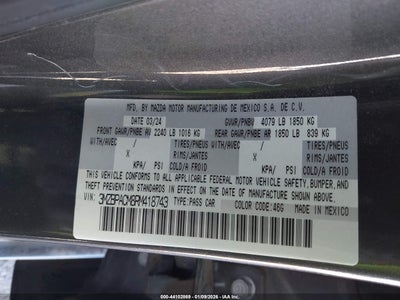 MFD. BY MAZDA MOTOR MANUFACTURING DE MEXICO S.A. DE C.V.
DATE 03/24 GVWR/PNBV 4079 LB 1850 KG
FRONT GAWR/PNBE AV 2240 LB 1016 KG REAR GAWR/PNBE AR 1850 LB 839 KG
WITH/AVEC / TIRES/PNEUS WITH/AVEC / TIRES/PNEUS
X RIMS/JANTES X RIMS/JANTES
KPA/ PSI COLD/A FROID KPA/ PSI COLD/A FROID
THIS VEHICLE CONFORMS TO ALL APPLICABLE FEDERAL MOTOR VEHICLE SAFETY, BUMPER, AND
THEFT PREVENTION STANDARDS IN EFFECT ON THE DATE OF MANUFACTURE SHOWN ABOVE.
VIN: 3MZBPACM8RM418743 TYPE: PASS CAR COLOR CODE: 46G
000-44102869 - 01/09/2026 - IAA Inc.